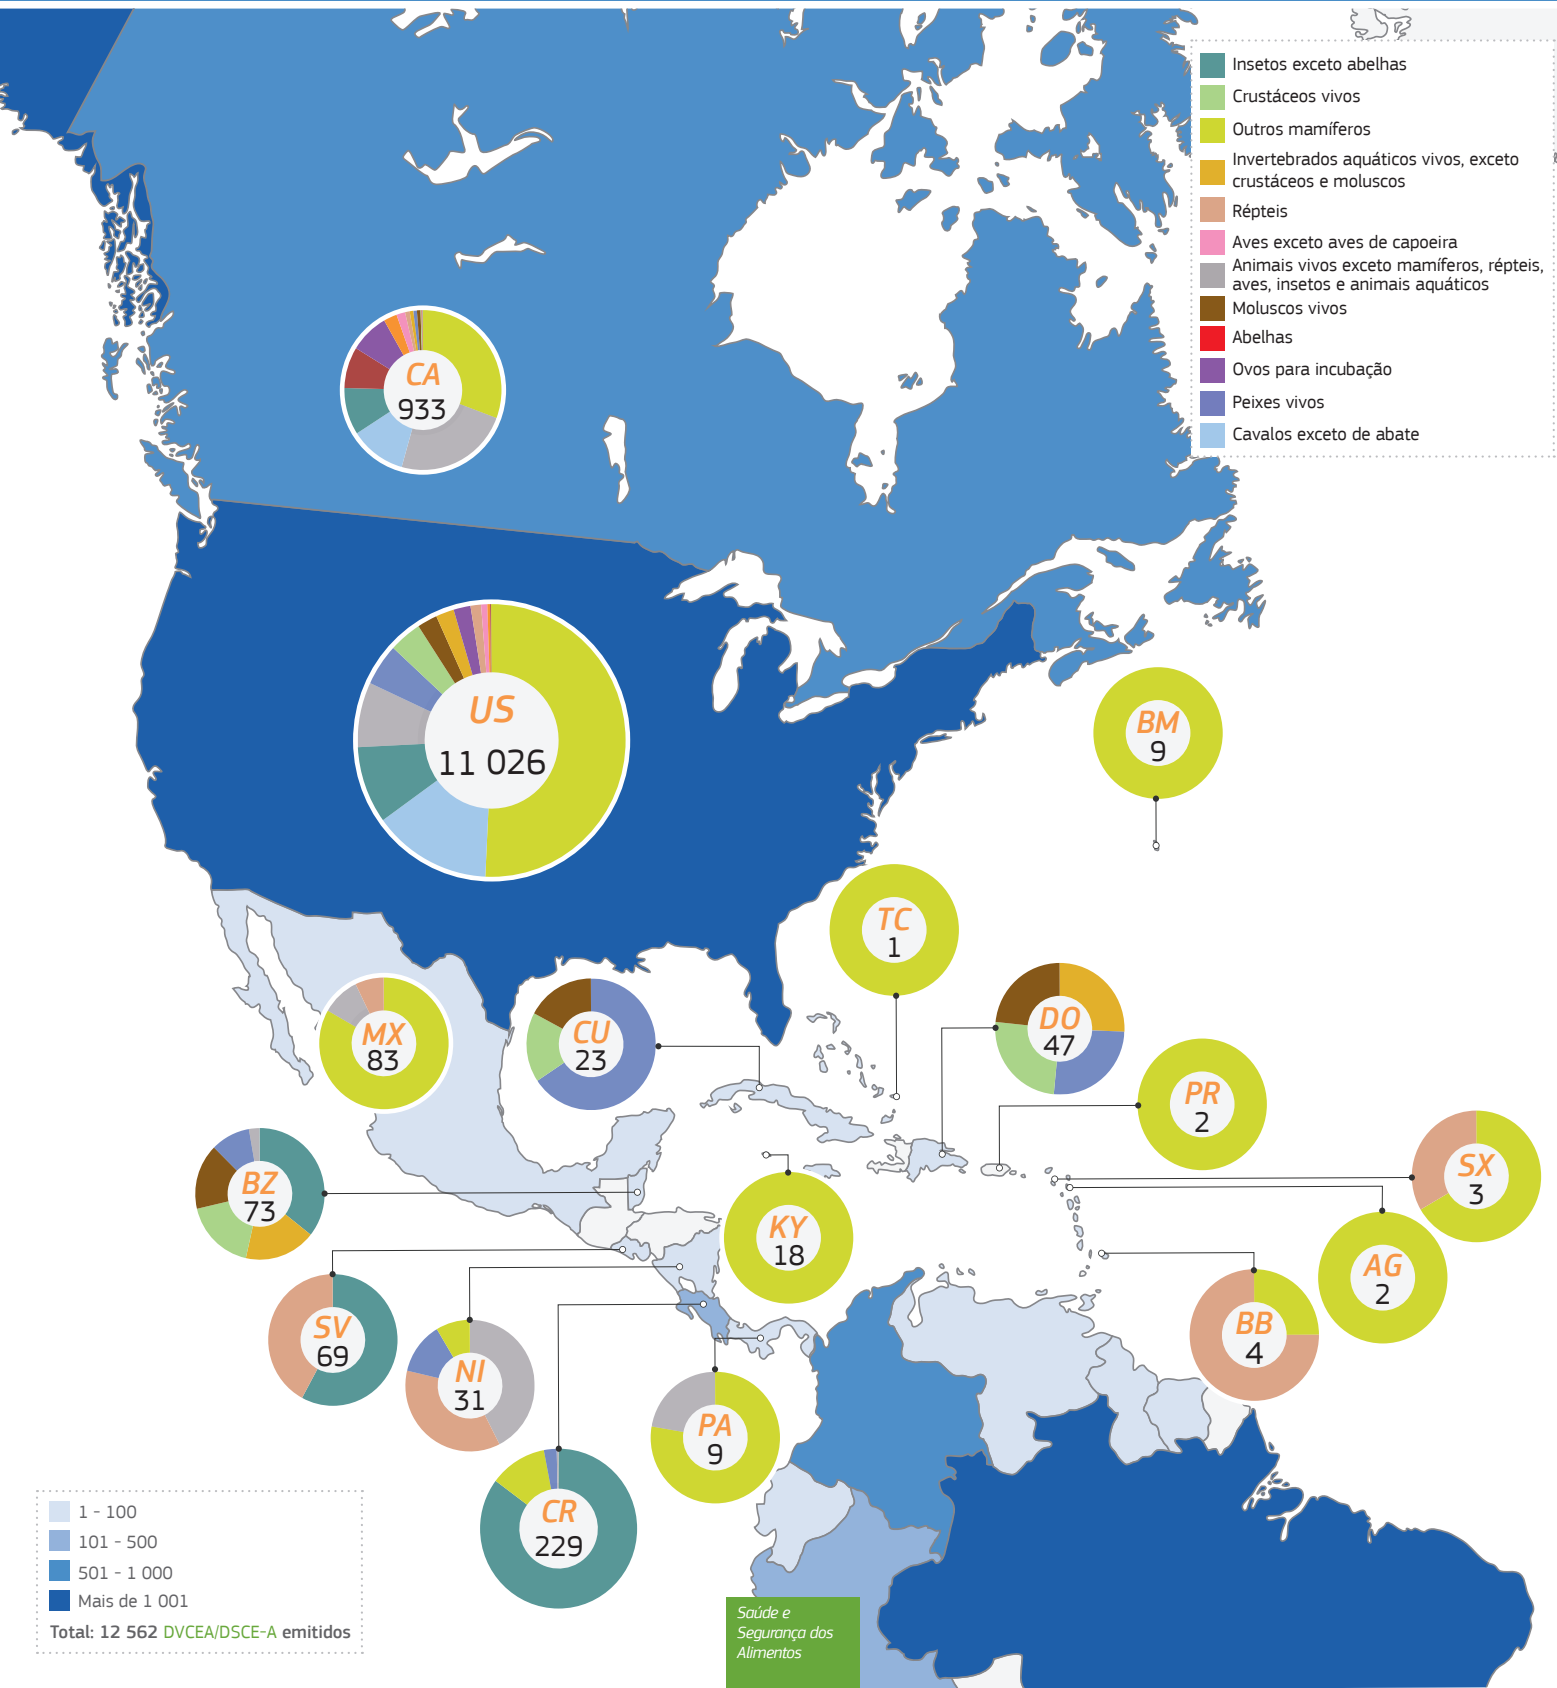 Insetos exceto abelhas
Crustáceos vivos
Outros mamíferos
Invertebrados aquáticos vivos, exceto
crustáceos e moluscos
Répteis
Aves exceto aves de capoeira
Animais vivos exceto mamíferos, répteis,
aves, insetos e animais aquáticos
Moluscos vivos
Abelhas
Ovos para incubação
Peixes vivos
Cavalos exceto de abate
CA
933
US
11 026
BM
9
TC
1
MX
83
CU
23
DO
47
PR
2
BZ
73
SX
3
KY
18
AG
2
SV
69
NI
31
BB
4
PA
9
CR
229
1 - 100
101 - 500
501 - 1 000
Mais de 1 001
Total: 12 562 DVCEA/DSCE-A emitidos
Saúde e
Segurança dos
Alimentos